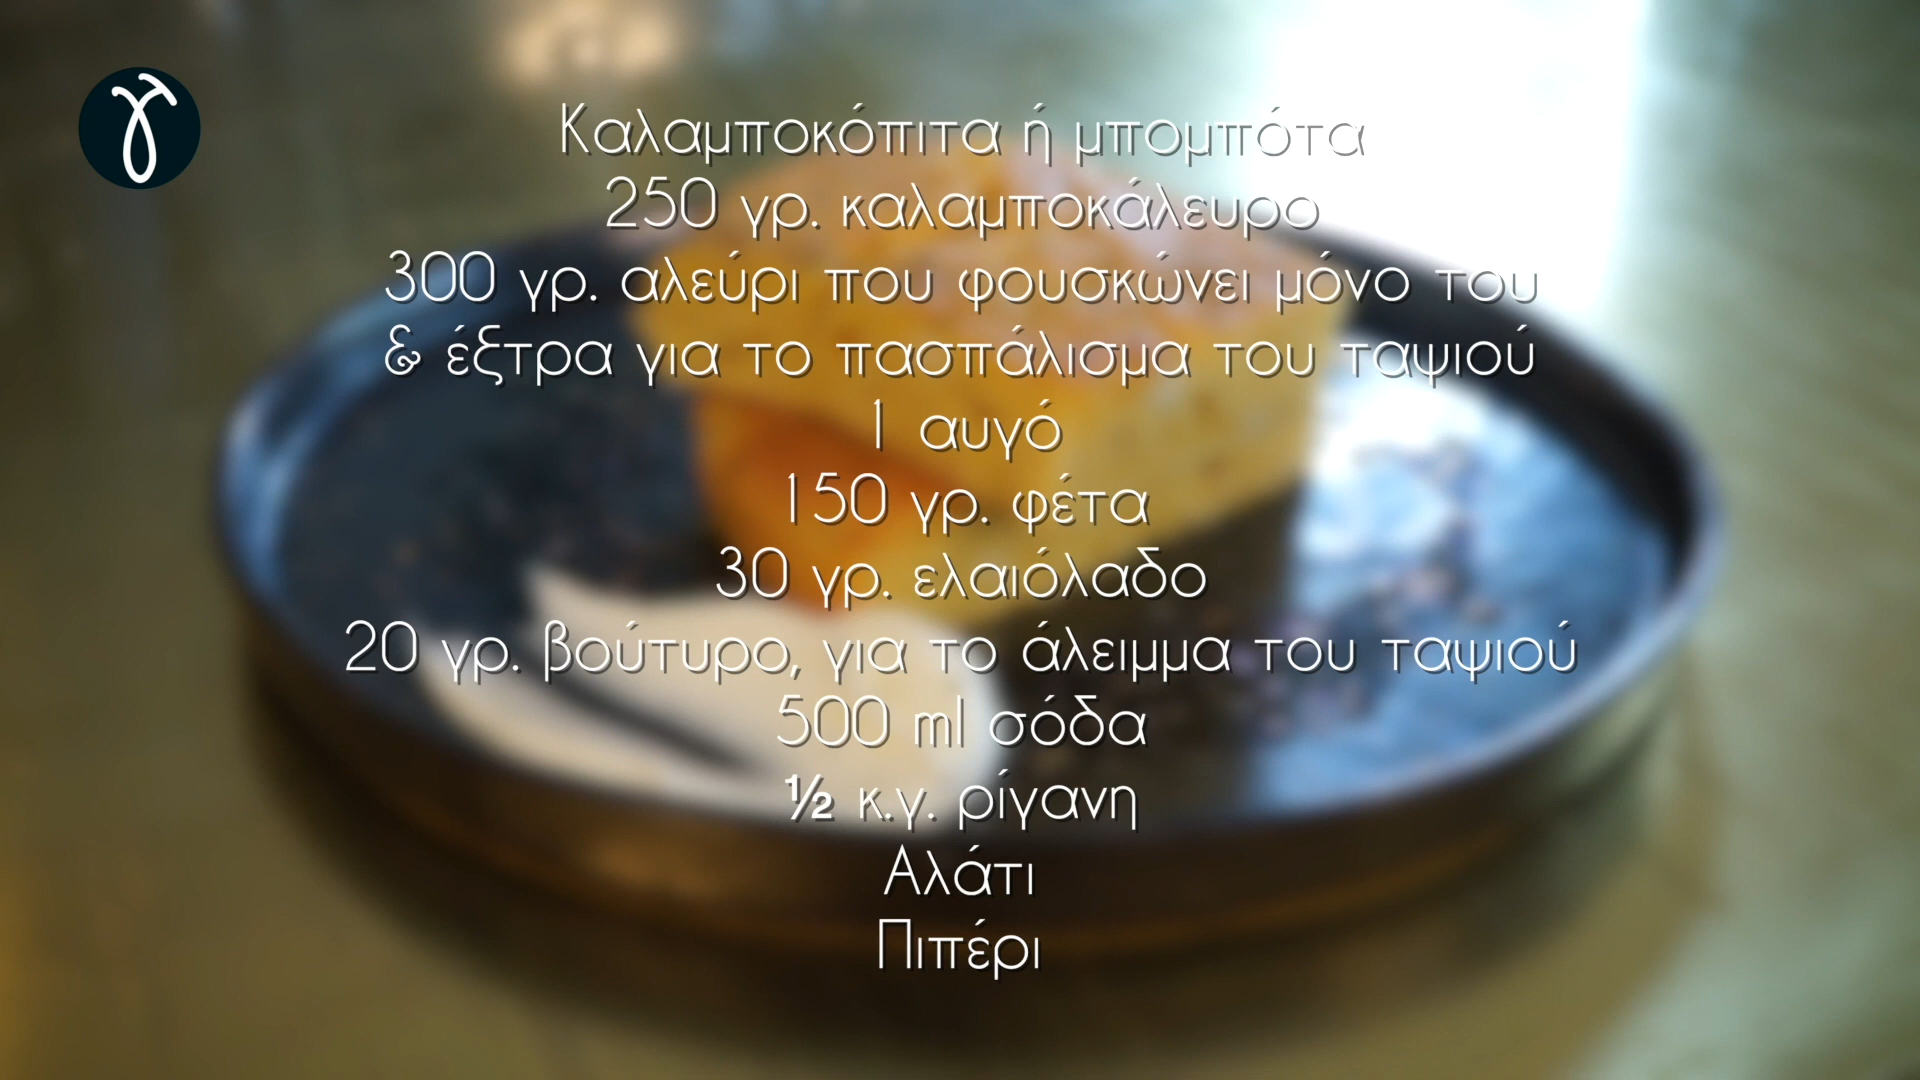 Καλαμποκόπιτα ή μπομπότα
250 γρ. καλαμποκάλευρο
300 γρ. αλεύρι που φουσκώνει μόνο του
& έξτρα για το πασπάλισμα του ταψιού
1 αυγό
150 γρ. φέτα
30 γρ. ελαιόλαδο
20 γρ. βούτυρο, για το άλειμμα του ταψιού
500 ml σόδα
½ κ.γ. ρίγανη
Αλάτι
Πιπέρι